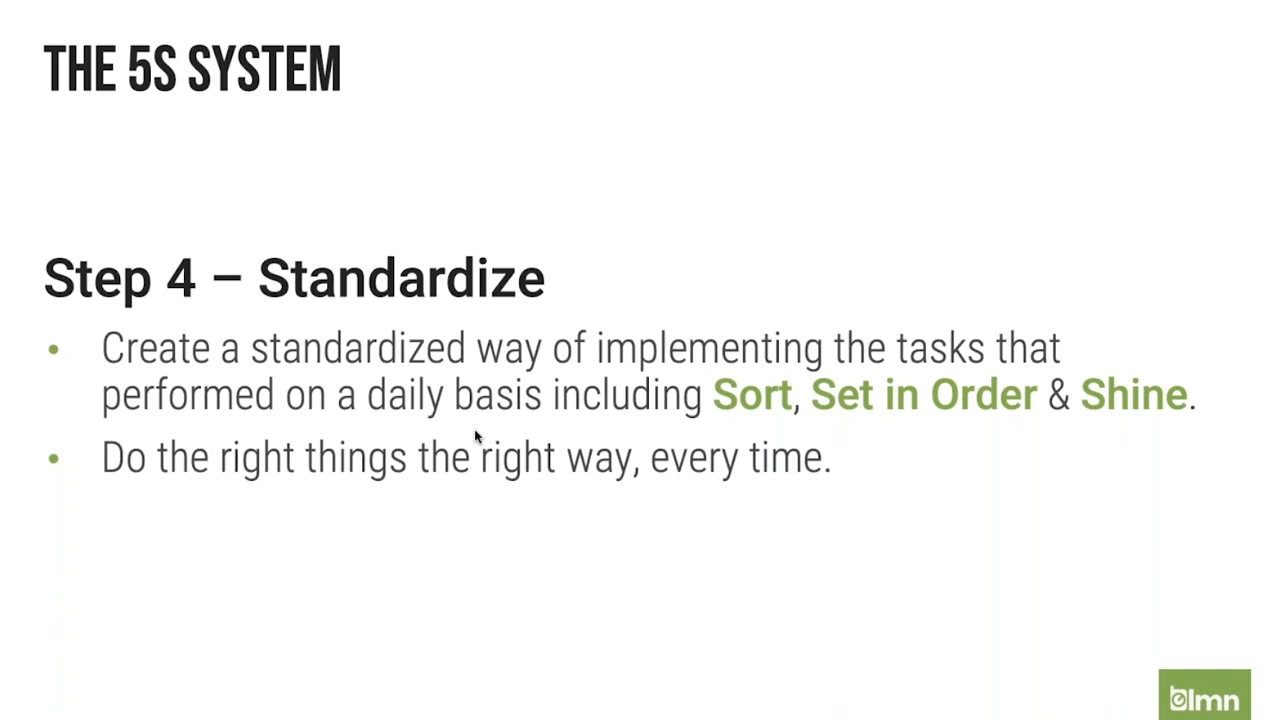 THE 5S SYSTEM
Step 4 – Standardize
• Create a standardized way of implementing the tasks that
performed on a daily basis including Sort, Set in Order & Shine.
• Do the right things the right way, every time.
lmn